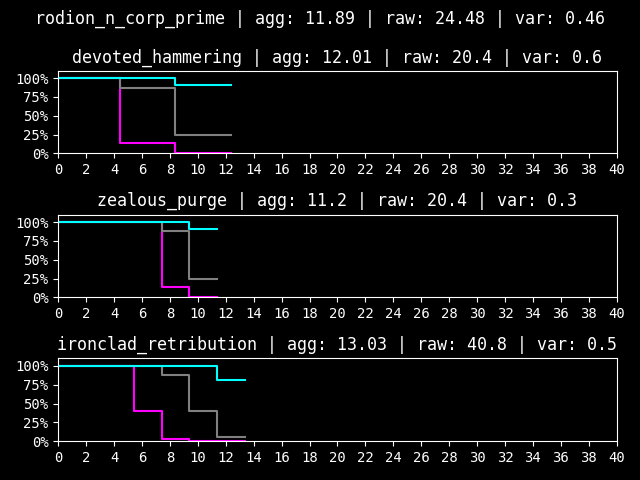 rodion_n_corp_prime | agg: 11.89 | raw: 24.48 | var: 0.46
devoted_hammering | agg: 12.01 | raw: 20.4 | var: 0.6
100%
75%
50%
25%
0%
0 2 4 6 8 10 12 14 16 18 20 22 24 26 28 30 32 34 36 38 40
zealous_purge | agg: 11.2 | raw: 20.4 | var: 0.3
100%
75%
50%
25%
0%
0 2 4 6 8 10 12 14 16 18 20 22 24 26 28 30 32 34 36 38 40
ironclad_retribution | agg: 13.03 | raw: 40.8 | var: 0.5
100%
75%
50%
25%
0%
0 2 4 6 8 10 12 14 16 18 20 22 24 26 28 30 32 34 36 38 40